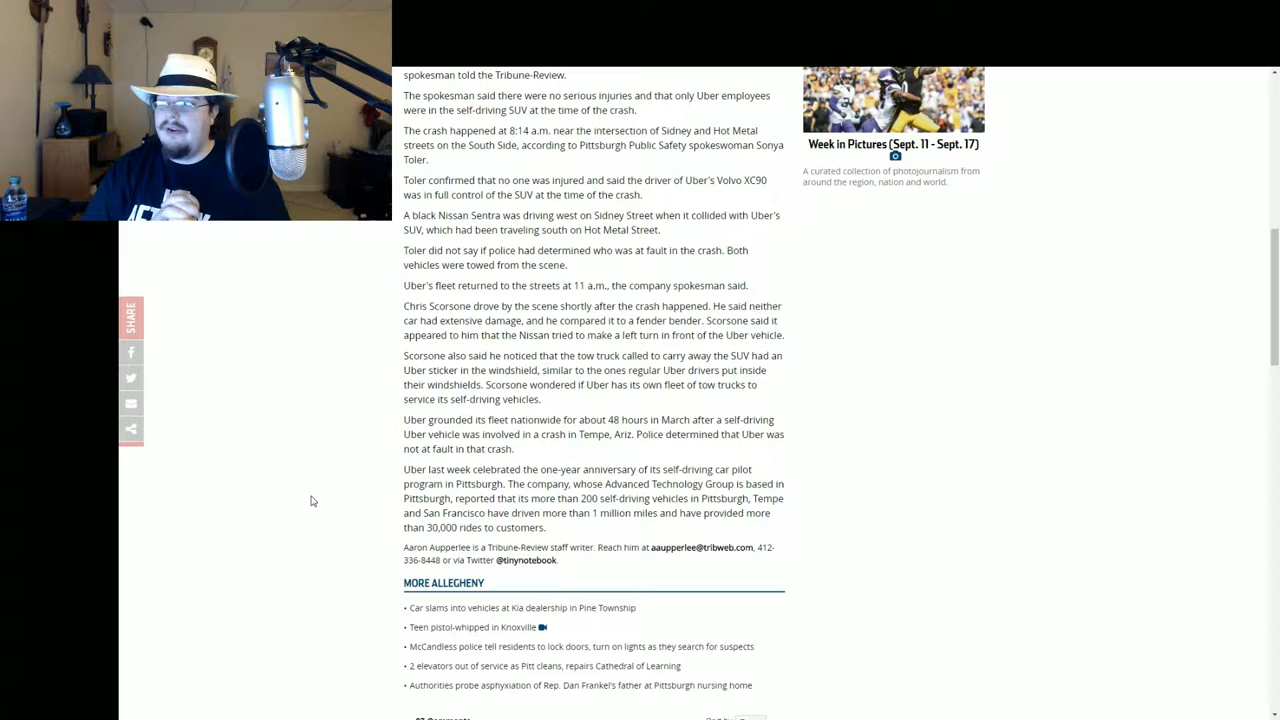 spokesman told the Tribune-Review.
The spokesman said there were no serious injuries and that only Uber employees
were in the self-driving SUV at the time of the crash.
The crash happened at 8:14 a.m. near the intersection of Sidney and Hot Metal
streets on the South Side, according to Pittsburgh Public Safety spokeswoman Sonya
Toler.
Toler confirmed that no one was injured and said the driver of Uber's Volvo XC90
was in full control of the SUV at the time of the crash.
A black Nissan Sentra was driving west on Sidney Street when it collided with Uber's
SUV, which had been traveling south on Hot Metal Street.
Toler did not say if police had determined who was at fault in the crash. Both
vehicles were towed from the scene.
Uber's fleet returned to the streets at 11 a.m., the company spokesman said.
Chris Scorsone drove by the scene shortly after the crash happened. He said neither
car had extensive damage, and he compared it to a fender bender. Scorsone said it
appeared to him that the Nissan tried to make a left turn in front of the Uber vehicle.
Scorsone also said he noticed that the tow truck called to carry away the SUV had an
Uber sticker in the windshield, similar to the ones regular Uber drivers put inside
their windshields. Scorsone wondered if Uber has its own fleet of tow trucks to
service its self-driving vehicles.
Uber grounded its fleet nationwide for about 48 hours in March after a self-driving
Uber vehicle was involved in a crash in Tempe, Ariz. Police determined that Uber was
not at fault in that crash.
Uber last week celebrated the one-year anniversary of its self-driving car pilot
program in Pittsburgh. The company, whose Advanced Technology Group is based in
Pittsburgh, reported that its more than 200 self-driving vehicles in Pittsburgh, Tempe
and San Francisco have driven more than 1 million miles and have provided more
than 30,000 rides to customers.
Aaron Aupperlee is a Tribune-Review staff writer. Reach him at aaupperlee@tribweb.com, 412-
336-8448 or via Twitter @tinynotebook.
MORE ALLEGHENY
• Car slams into vehicles at Kia dealership in Pine Township
• Teen pistol-whipped in Knoxville
• McCandless police tell residents to lock doors, turn on lights as they search for suspects
• 2 elevators out of service as Pitt cleans, repairs Cathedral of Learning
• Authorities probe asphyxiation of Rep. Dan Frankel's father at Pittsburgh nursing home
Week in Pictures (Sept. 11 - Sept. 17)
A curated collection of photojournalism from
around the region, nation and world.
SHARE